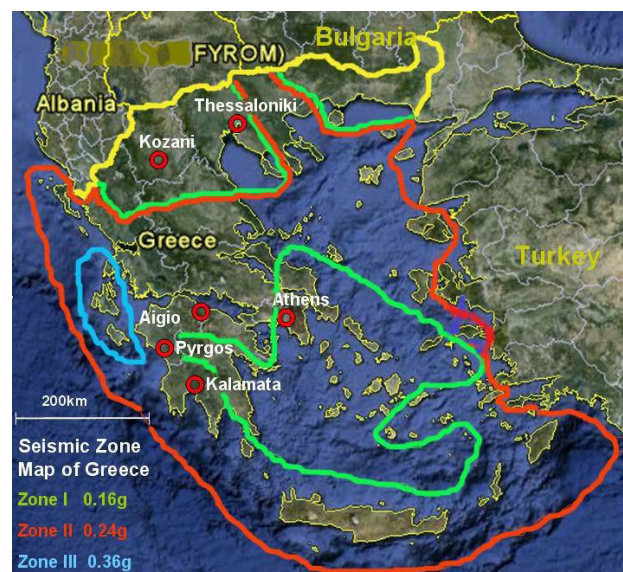 Bulgaria
FYROM)
Albania
Thessaloniki
Kozani
Greece
Turkey
Aigio
Athens
Pyrgos
Kalamata
200km
Seismic Zone
Map of Greece
Zone I 0.16g
Zone II 0.24g
Zone III 0.36g